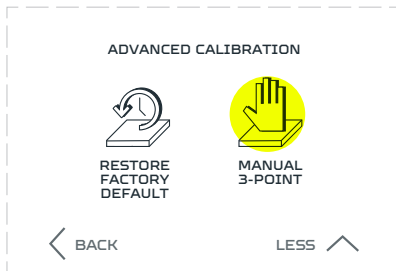 ADVANCED CALIBRATION
RESTORE
FACTORY
DEFAULT
MANUAL
3-POINT
BACK
LESS